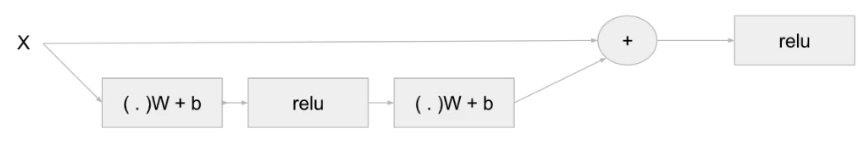 X
+
relu
( . )W + b
relu
( . )W + b